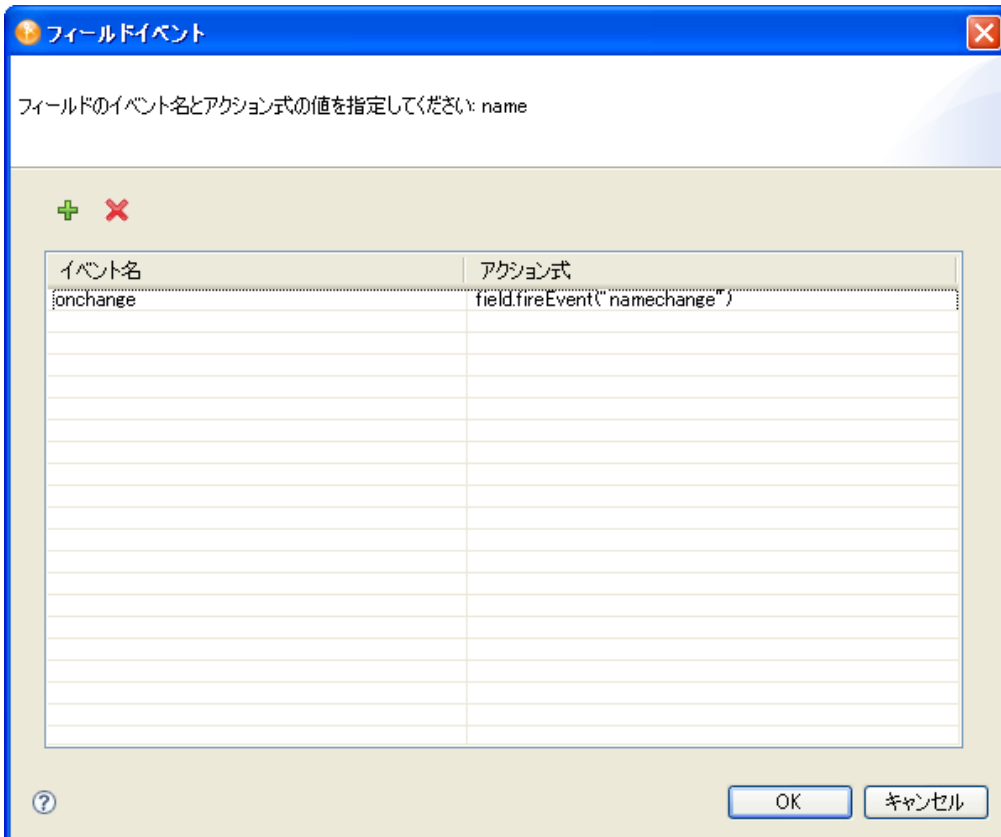 フィールドイベント
フィールドのイベント名とアクション式の値を指定してください: name
イベント名 アクション式
onchange field.fireEvent("namechange")
OK キャンセル